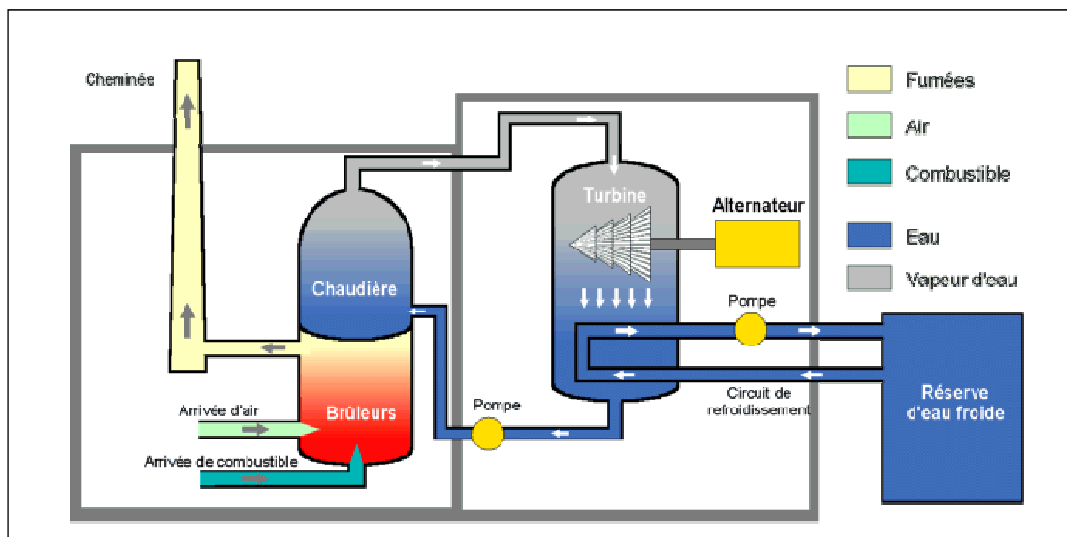 Cheminée
Fumées
Air
Combustible
Eau
Vapeur d'eau
Turbine
Alternateur
Chaudière
Pompe
Circuit de
refroidissement
Réserve
d'eau froide
Arrivée d'air
Brûleurs
Pompe
Arrivée de combustible